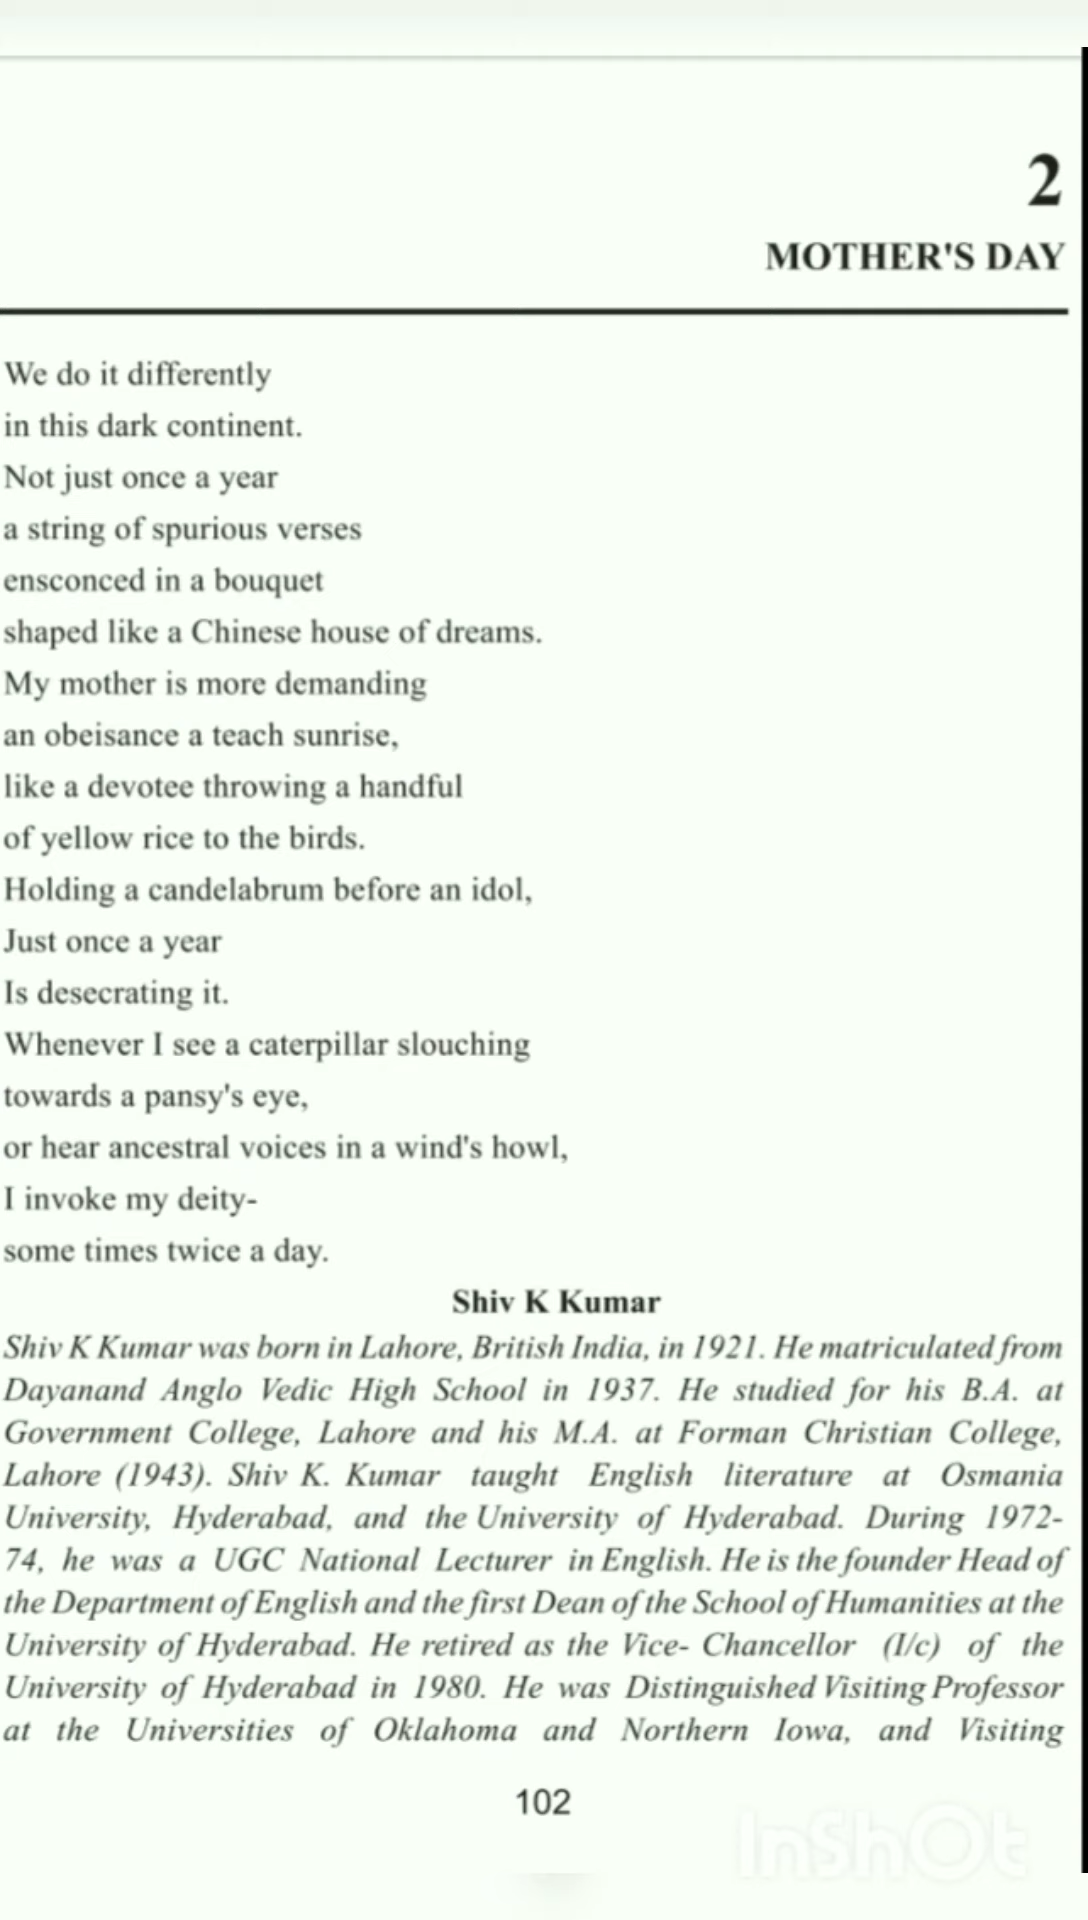 2
MOTHER'S DAY
We do it differently
in this dark continent.
Not just once a year
a string of spurious verses
ensconced in a bouquet
shaped like a Chinese house of dreams.
My mother is more demanding
an obeisance a teach sunrise,
like a devotee throwing a handful
of yellow rice to the birds.
Holding a candelabrum before an idol,
Just once a year
Is desecrating it.
Whenever I see a caterpillar slouching
towards a pansy's eye,
or hear ancestral voices in a wind's howl,
I invoke my deity-
some times twice a day.
Shiv K Kumar
Shiv K Kumar was born in Lahore, British India, in 1921. He matriculated from
Dayanand Anglo Vedic High School in 1937. He studied for his B.A. at
Government College, Lahore and his M.A. at Forman Christian College,
Lahore (1943). Shiv K. Kumar taught English literature at Osmania
University, Hyderabad, and the University of Hyderabad. During 1972-
74, he was a UGC National Lecturer in English. He is the founder Head of
the Department of English and the first Dean of the School of Humanities at the
University of Hyderabad. He retired as the Vice- Chancellor (I/c) of the
University of Hyderabad in 1980. He was Distinguished Visiting Professor
at the Universities of Oklahoma and Northern Iowa, and Visiting
102
InShOt